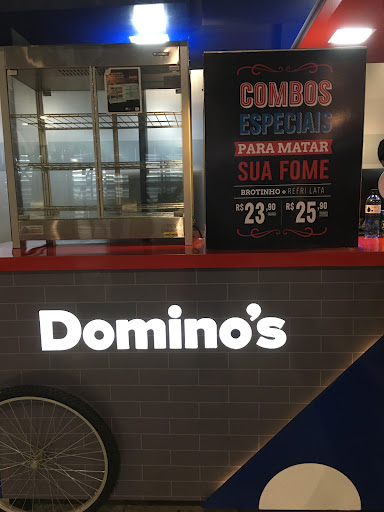 COMBOS
ESPECIAIS
PARA MATAR
SUA FOME
BROTINHO + REFRI LATA
R$ 23,90 R$ 25,90
Domino's